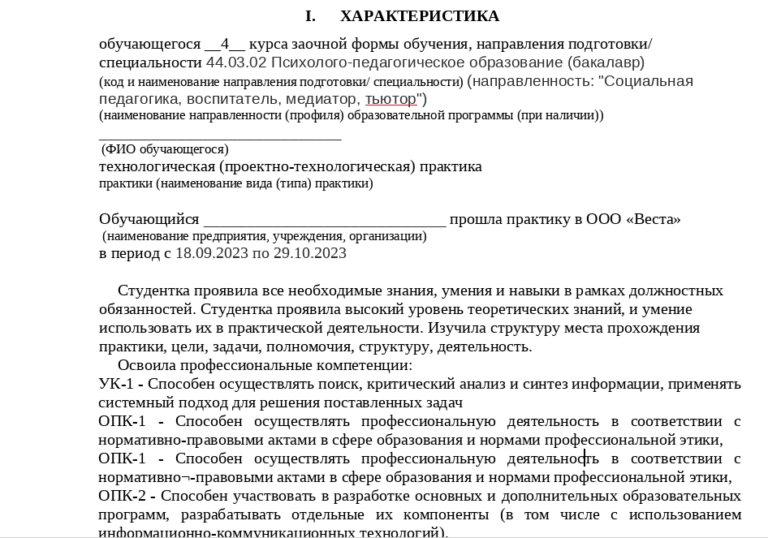 I. ХАРАКТЕРИСТИКА
обучающегося __4__ курса заочной формы обучения, направления подготовки/
специальности 44.03.02 Психолого-педагогическое образование (бакалавр)
(код и наименование направления подготовки/ специальности) (направленность: "Социальная
педагогика, воспитатель, медиатор, тьютор")
(наименование направленности (профиля) образовательной программы (при наличии))
______________________________
(ФИО обучающегося)
технологическая (проектно-технологическая) практика
практики (наименование вида (типа) практики)
Обучающийся ______________________________ прошла практику в ООО «Веста»
(наименование предприятия, учреждения, организации)
в период с 18.09.2023 по 29.10.2023
Студентка проявила все необходимые знания, умения и навыки в рамках должностных
обязанностей. Студентка проявила высокий уровень теоретических знаний, и умение
использовать их в практической деятельности. Изучила структуру места прохождения
практики, цели, задачи, полномочия, структуру, деятельность.
Освоила профессиональные компетенции:
УК-1 - Способен осуществлять поиск, критический анализ и синтез информации, применять
системный подход для решения поставленных задач
ОПК-1 - Способен осуществлять профессиональную деятельность в соответствии с
нормативно-правовыми актами в сфере образования и нормами профессиональной этики,
ОПК-1 - Способен осуществлять профессиональную деятельность в соответствии с
нормативно¬-правовыми актами в сфере образования и нормами профессиональной этики,
ОПК-2 - Способен участвовать в разработке основных и дополнительных образовательных
программ, разрабатывать отдельные их компоненты (в том числе с использованием
информационно-коммуникационных технологий).